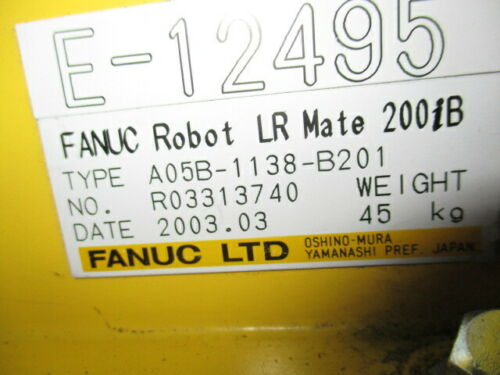 E-12495
FANUC Robot LR Mate 200iB
TYPE A05B-1138-B201
NO. R03313740 WEIGHT
DATE 2003.03 45 kg
FANUC LTD OSHINO-MURA
YAMANASHI PREF. JAPAN